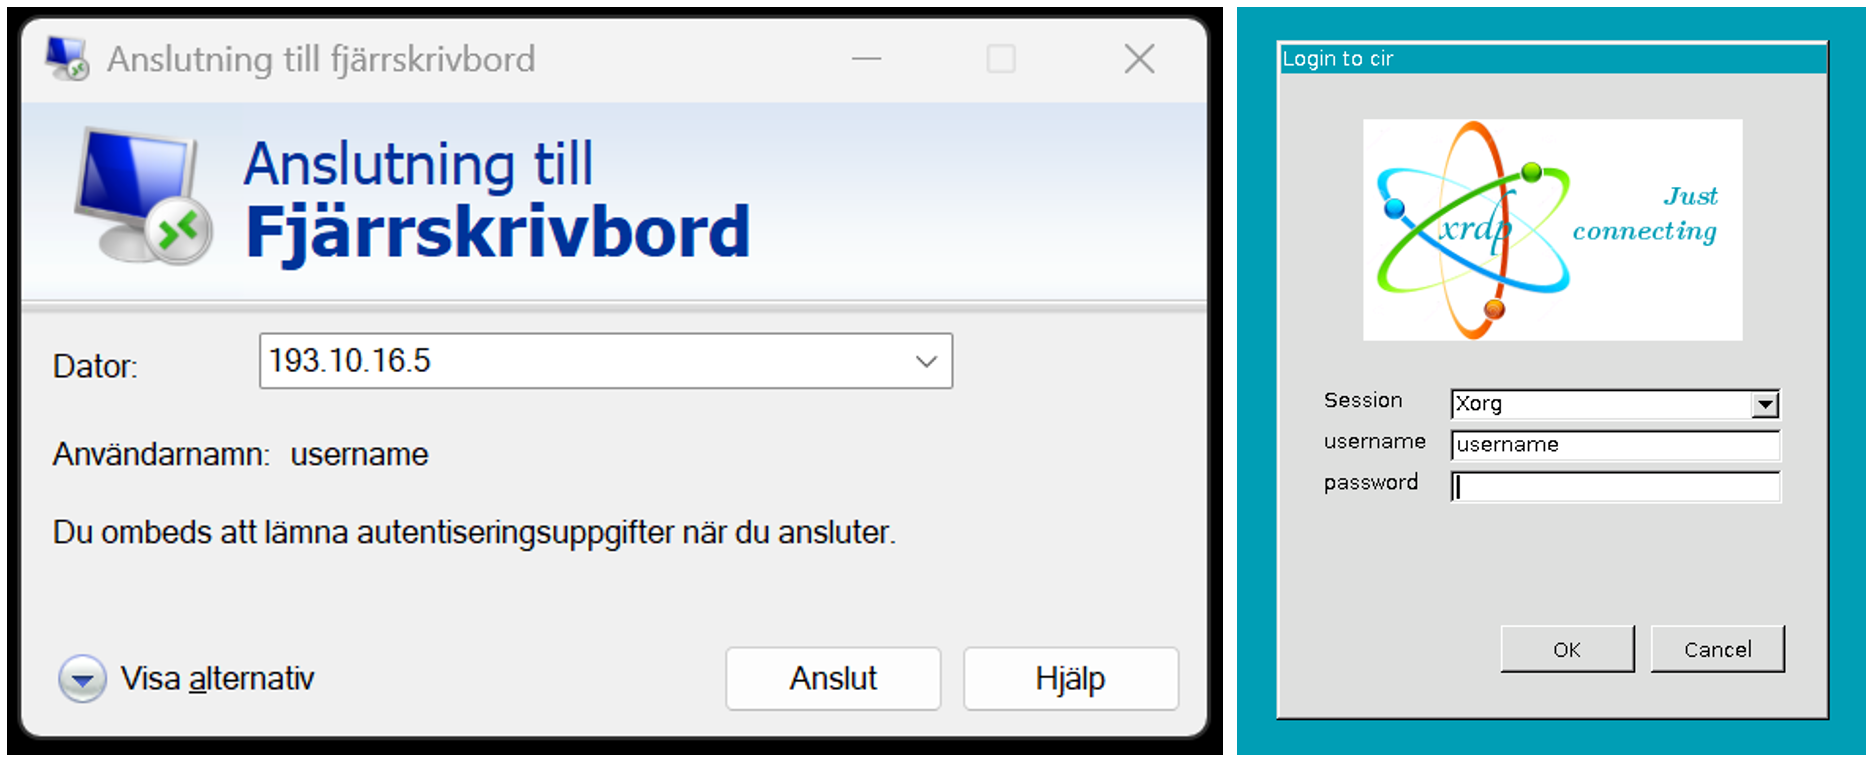 Anslutning till fjärrskrivbord
Anslutning till
Fjärrskrivbord
Dator: 193.10.16.5
Användarnamn: username
Du ombeds att lämna autentiseringsuppgifter när du ansluter.
Visa alternativ Anslut Hjälp
Login to cir
xrdp
Just
connecting
Session Xorg
username username
password
OK Cancel